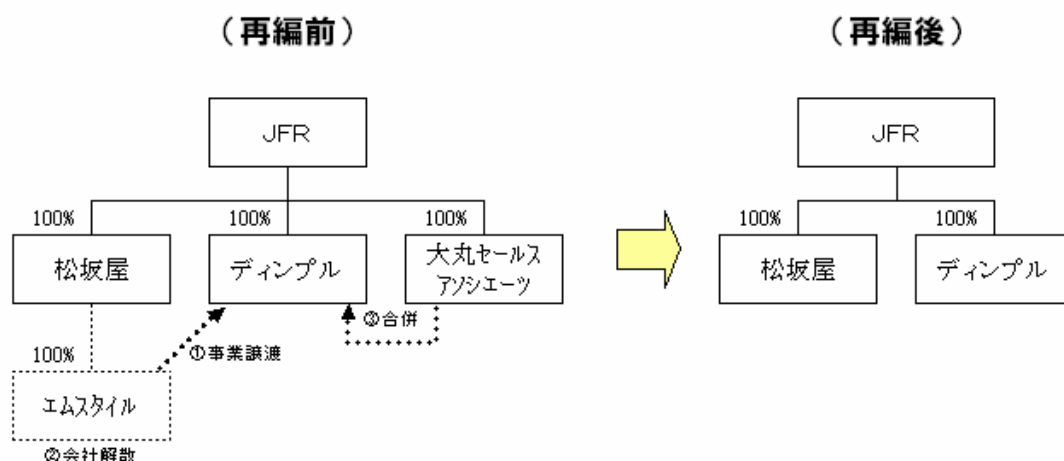 （再編前）
（再編後）
JFR
JFR
100%
100%
100%
100%
100%
松坂屋
ディンプル
大丸セールス
アソシエーツ
松坂屋
ディンプル
③合併
100%
①事業譲渡
エムスタイル
②会社解散